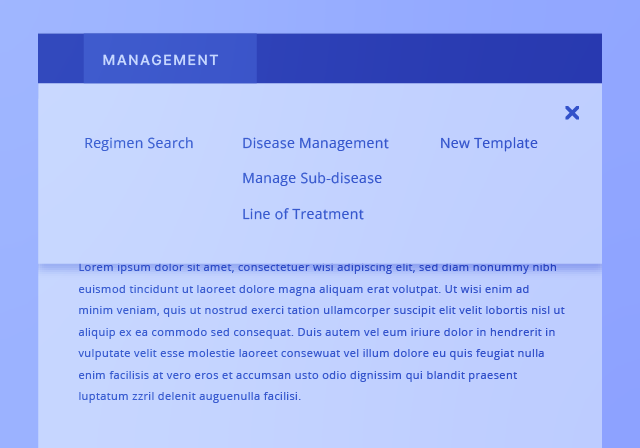 MANAGEMENT
Regimen Search
Disease Management
New Template
Manage Sub-disease
Line of Treatment
Lorem ipsum dolor sit amet, consectetuer wisi adipiscing elit, sed diam nonummy nibh
euismod tincidunt ut laoreet dolore magna aliquam erat volutpat. Ut wisi enim ad
minim veniam, quis ut nostrud exerci tation ullamcorper suscipit elit velit lobortis nisl ut
aliquip ex ea commodo sed consequat. Duis autem vel eum iriure dolor in hendrerit in
vulputate velit esse molestie laoreet consewuat vel illum dolore eu quis feugiat nulla
enim facilisis at vero eros et accumsan usto odio dignissim qui blandit praesent
luptatum zzril delenit auguenulla facilisi.